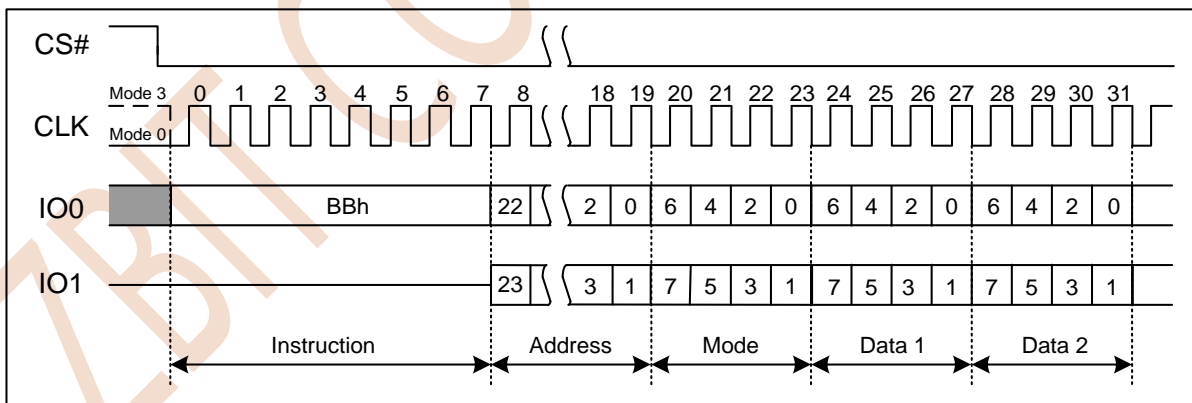 CS#
Mode 3 0 1 2 3 4 5 6 7 8 18 19 20 21 22 23 24 25 26 27 28 29 30 31
CLK
Mode 0
IO0 BBh 22 2 0 6 4 2 0 6 4 2 0 6 4 2 0
IO1 23 3 1 7 5 3 1 7 5 3 1 7 5 3 1
Instruction Address Mode Data 1 Data 2
ZBIT CO